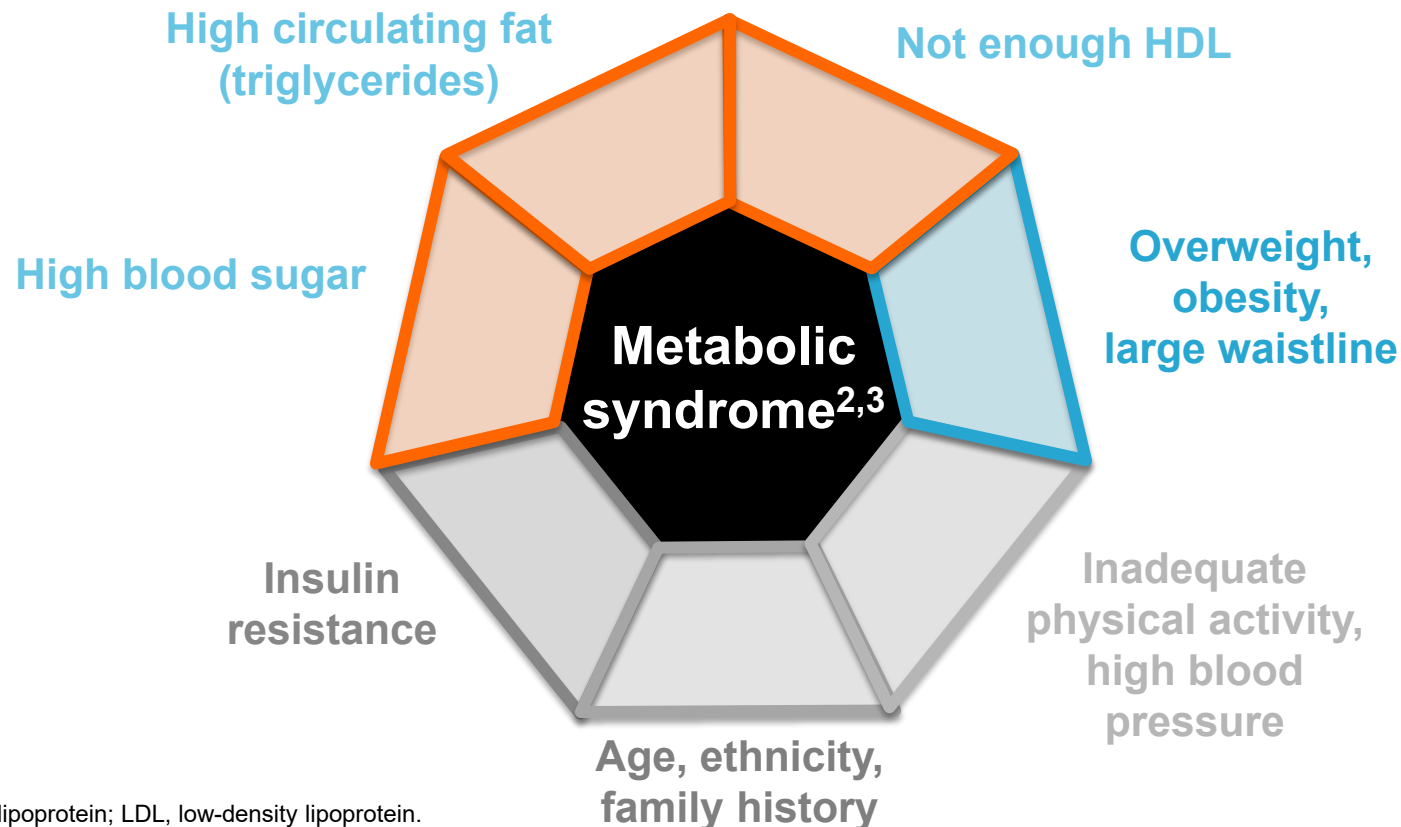 High circulating fat
(triglycerides)
Not enough HDL
High blood sugar
Overweight,
obesity,
large waistline
Metabolic
syndrome2,3
Insulin
resistance
Inadequate
physical activity,
high blood
pressure
Age, ethnicity,
family history
lipoprotein; LDL, low-density lipoprotein.